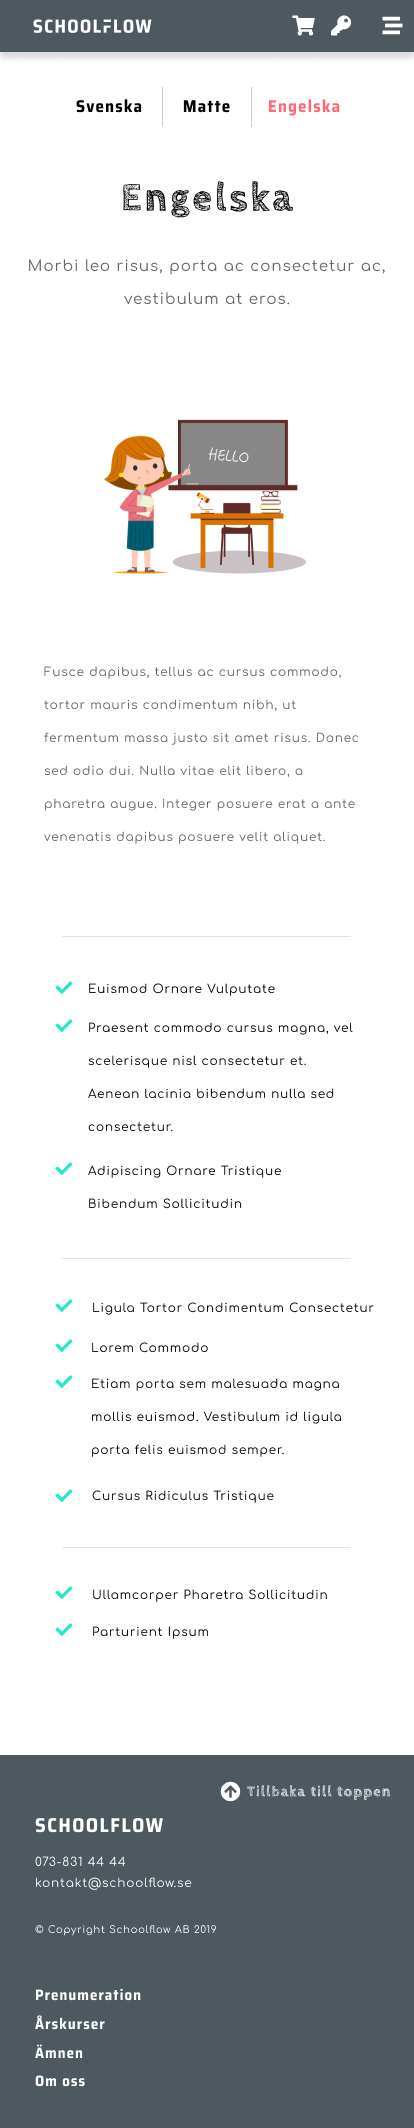 SCHOOLFLOW
Svenska Matte Engelska
Engelska
Morbi leo risus, porta ac consectetur ac,
vestibulum at eros.
HELLO
Fusce dapibus, tellus ac cursus commodo,
tortor mauris condimentum nibh, ut
fermentum massa justo sit amet risus. Donec
sed odio dui. Nulla vitae elit libero, a
pharetra augue. Integer posuere erat a ante
venenatis dapibus posuere velit aliquet.
Euismod Ornare Vulputate
Praesent commodo cursus magna, vel
scelerisque nisl consectetur et.
Aenean lacinia bibendum nulla sed
consectetur.
Adipiscing Ornare Tristique
Bibendum Sollicitudin
Ligula Tortor Condimentum Consectetur
Lorem Commodo
Etiam porta sem malesuada magna
mollis euismod. Vestibulum id ligula
porta felis euismod semper.
Cursus Ridiculus Tristique
Ullamcorper Pharetra Sollicitudin
Parturient Ipsum
Tillbaka till toppen
SCHOOLFLOW
073-831 44 44
kontakt@schoolflow.se
© Copyright Schoolflow AB 2019
Prenumeration
Årskurser
Ämnen
Om oss